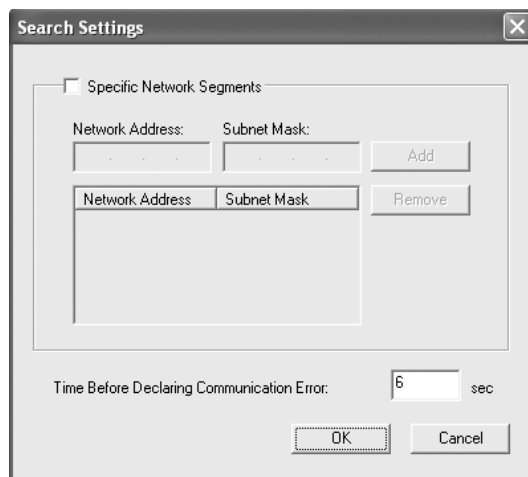 Search Settings
Specific Network Segments
Network Address: Subnet Mask:
Add
Network Address Subnet Mask
Remove
Time Before Declaring Communication Error: 6 sec
OK Cancel